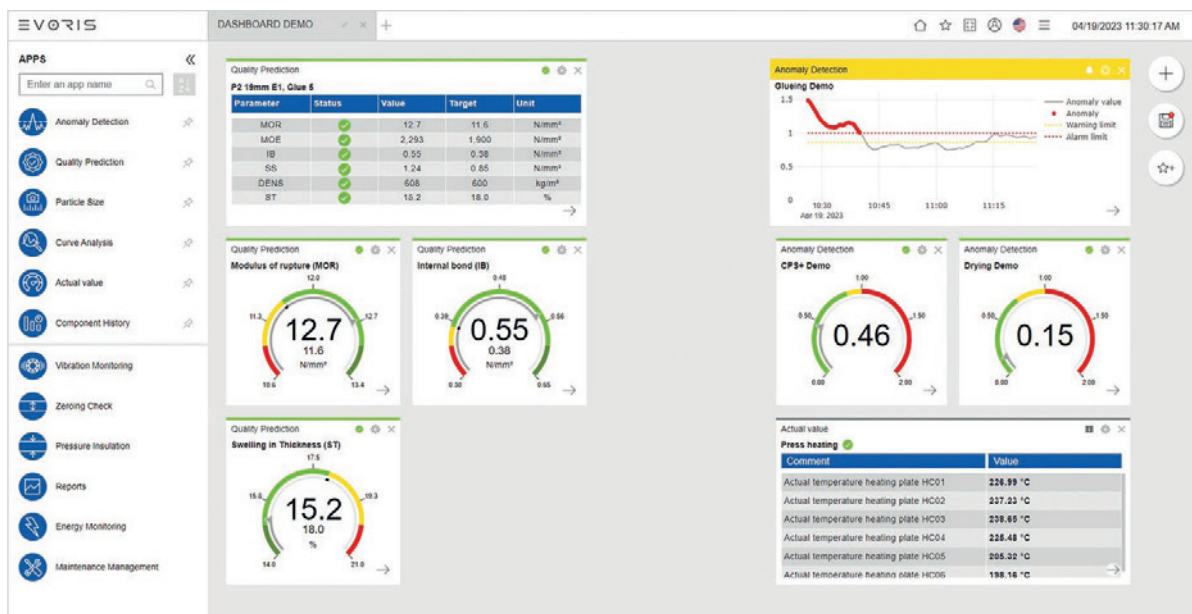 EVORIS
DASHBOARD DEMO
04/19/2023 11:30:17 AM
APPS
Enter an app name
Anomaly Detection
Quality Prediction
Particle Size
Curve Analysis
Actual value
Component History
Vibration Monitoring
Zeroing Check
Pressure Insulation
Reports
Energy Monitoring
Maintenance Management
Quality Prediction
P2 19mm E1, Glue 5
Parameter Status Value Target Unit
MOR 12.7 11.6 N/mm²
MOE 2,293 1,900 N/mm²
IB 0.55 0.38 N/mm²
SS 1.24 0.85 N/mm²
DENS 608 600 kg/m³
ST 15.2 18.0 %
Anomaly Detection
Glueing Demo
1.5
1
0.5
0
10:30 10:45 11:00 11:15
Apr 19, 2023
Anomaly value
Anomaly
Warning limit
Alarm limit
Quality Prediction
Modulus of rupture (MOR)
12.0
11.3
12.7
12.7
11.6
N/mm²
10.6
13.4
Quality Prediction
Internal bond (IB)
0.48
0.39
0.56
0.55
0.38
N/mm²
0.30
0.65
Anomaly Detection
CPS+ Demo
1.00
0.50
1.50
0.46
0.00
2.00
Anomaly Detection
Drying Demo
1.00
0.50
1.50
0.15
0.00
2.00
Quality Prediction
Swelling in Thickness (ST)
17.5
15.8
19.3
15.2
18.0
%
14.0
21.0
Actual value
Press heating
Comment Value
Actual temperature heating plate HC01 226.99 °C
Actual temperature heating plate HC02 237.23 °C
Actual temperature heating plate HC03 238.65 °C
Actual temperature heating plate HC04 225.48 °C
Actual temperature heating plate HC05 205.32 °C
Actual temperature heating plate HC06 198.16 °C